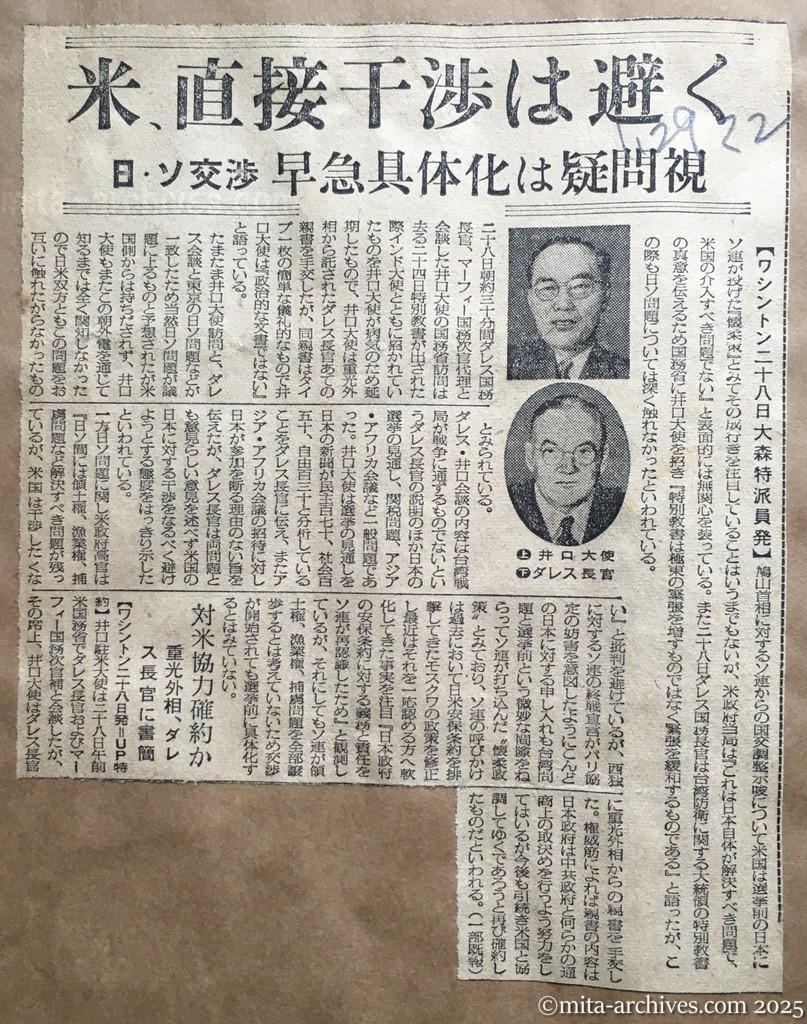 米、直接干渉は避く
1.29 22
日・ソ交渉 早急具体化は疑問視
【ワシントン二十八日大森特派員発】鳩山首相に対するソ連からの国交調整示唆について米国は選挙前の日本に
ソ連が投げた『懐柔策』とみてその成行きを注目していることはいうまでもないが、米政府当局は『これは日本自体が解決すべき問題で、
米国の介入すべき問題でない』と表面的には無関心を装っている。また二十八日ダレス国務長官は台湾防衛に関する大統領の特別教書
の真意を伝えるため国務省に井口大使を招き『特別教書は極東の緊張を増すものではなく緊張を緩和するものである』と語ったが、こ
の際も日ソ問題については深く触れなかったといわれている。
上 井口大使
下 ダレス長官
二十八日朝約三十分間ダレス国務
長官、マーフィー国務次官代理と
会談した井口大使の国務省訪問は
去る二十四日特別教書が出された
際インド大使とともに招かれてい
たものを井口大使が病気のため延
期したもので、井口大使は重光外
相から託されたダレス長官あての
親書を手交したが、同親書はタイ
プ一枚の簡単な儀礼的なもので井
口大使は『政治的な文書ではない』
と語っている。
たまたま井口大使訪問と、ダレ
ス会談と東京の日ソ問題などが
一致したため当然日ソ問題が議
題に上るものと予想されたが米
国側からは持ちだされず、井口
大使もまたこの朝外電を通じて
知るまでは全く関知しなかった
ので日米双方ともこの問題をお
互いに触れたがらなかったもの
とみられている。
ダレス・井口会談の内容は台湾戦
局が戦争に通ずるものでないとい
うダレス長官の説明のほか日本の
選挙の見通し、関税問題、アジア
・アフリカ会議など一般問題であ
った。井口大使は選挙の見通しを
日本の新聞が民主百七十、社会百
五十、自由百三十と分析している
ことをダレス長官に伝え、またア
ジア・アフリカ会議の招待に対し
日本が参加を断る理由のない旨を
伝えたが、ダレス長官は両問題と
も意見らしい意見を述べず米国の
日本に対する干渉をなるべく避け
ようとする態度をはっきり示した
といわれている。
一方日ソ問題に関し米政府高官は
『日ソ間には領土権、漁業権、捕
虜問題など解決すべき問題が残っ
ているが、米国は干渉したくな
い』と批判を避けているが、西独
に対するソ連の終戦宣言がパリ協
定の妨害を意図したようにこんど
の日本に対する申し入れも台湾問
題と選挙前という微妙な間隙をね
らってソ連が打ち込んだ〝懐柔政
策〟とみており、ソ連の呼びかけ
は過去において日米安保条約を排
撃してきたモスクワの政策を修正
し最近はそれを一応認める方へ軟
化してきた事実を注目『日本政府
の安保条約に対する義務と責任を
ソ連が再認識したため』と観測し
ているが、それにしてもソ連が領
土権、漁業権、捕虜問題を全部譲
歩するとは考えていないため交渉
が開始されても選挙前に具体化す
るとはみていない。
対米協力確約か
重光外相、ダレ
ス長官に書簡
【ワシントン二十八日発=UP特
約】井口駐米大使は二十八日午前
米国務省でダレス長官およびマー
フィー国務次官補と会談したが、
その席上、井口大使はダレス長官
に重光外相からの親書を手交し
た。権威筋によれば親書の内容は
日本政府は中共政府と何らかの通
商上の取決めを行うよう努力をし
てはいるが今後も引続き米国と協
調してゆくであろうと再び確約し
たものだといわれる。(一部既報)
©mita-archives.com 2025